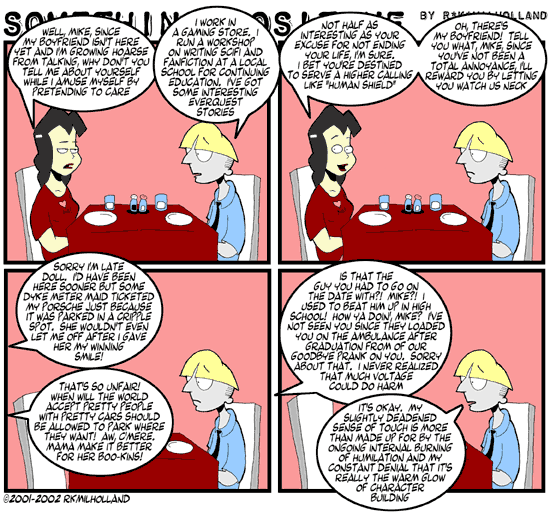 BY
WELL, MIKE, SINCE
MY BOYFRIEND ISN'T HERE
YET AND I'M GROWING HOARSE
FROM TALKING, WHY DON'T YOU
TELL ME ABOUT YOURSELF
WHILE I AMUSE MYSELF BY
PRETENDING TO CARE
I WORK IN
A GAMING STORE. I
RUN A WORKSHOP
ON WRITING SCIFI AND
FANFICTION AT A LOCAL
SCHOOL FOR CONTINUING
EDUCATION. I'VE GOT
SOME INTERESTING
EVERQUEST
STORIES
NOT HALF AS
INTERESTING AS YOUR
EXCUSE FOR NOT ENDING
YOUR LIFE, I'M SURE.
I BET YOU'RE DESTINED
TO SERVE A HIGHER CALLING
LIKE "HUMAN SHIELD"
OH, THERE'S
MY BOYFRIEND! TELL
YOU WHAT, MIKE, SINCE
YOU'VE NOT BEEN A
TOTAL ANNOYANCE, I'LL
REWARD YOU BY LETTING
YOU WATCH US NECK
SORRY I'M LATE
DOLL. I'D HAVE BEEN
HERE SOONER BUT SOME
DYKE METER MAID TICKETED
MY PORSCHE JUST BECAUSE
IT WAS PARKED IN A CRIPPLE
SPOT. SHE WOULDN'T EVEN
LET ME OFF AFTER I GAVE
HER MY WINNING
SMILE!
THAT'S SO UNFAIR!
WHEN WILL THE WORLD
ACCEPT PRETTY PEOPLE
WITH PRETTY CARS SHOULD
BE ALLOWED TO PARK WHERE
THEY WANT! AW, C'MERE.
MAMA MAKE IT BETTER
FOR HER BOO-KINS!
IS THAT THE
GUY YOU HAD TO GO ON
THE DATE WITH?! MIKE?! I
USED TO BEAT HIM UP IN HIGH
SCHOOL! HOW YA DOIN', MIKE? I'VE
NOT SEEN YOU SINCE THEY LOADED
YOU ON THE AMBULANCE AFTER
GRADUATION FROM OF OUR
GOODBYE PRANK ON YOU. SORRY
ABOUT THAT. I NEVER REALIZED
THAT MUCH VOLTAGE
COULD DO HARM
IT'S OKAY. MY
SLIGHTLY DEADENED
SENSE OF TOUCH IS MORE
THAN MADE UP FOR BY THE
ONGOING INTERNAL BURNING
OF HUMILIATION AND MY
CONSTANT DENIAL THAT IT'S
REALLY THE WARM GLOW
OF CHARACTER
BUILDING
©2001-2002 RKMILHOLLAND